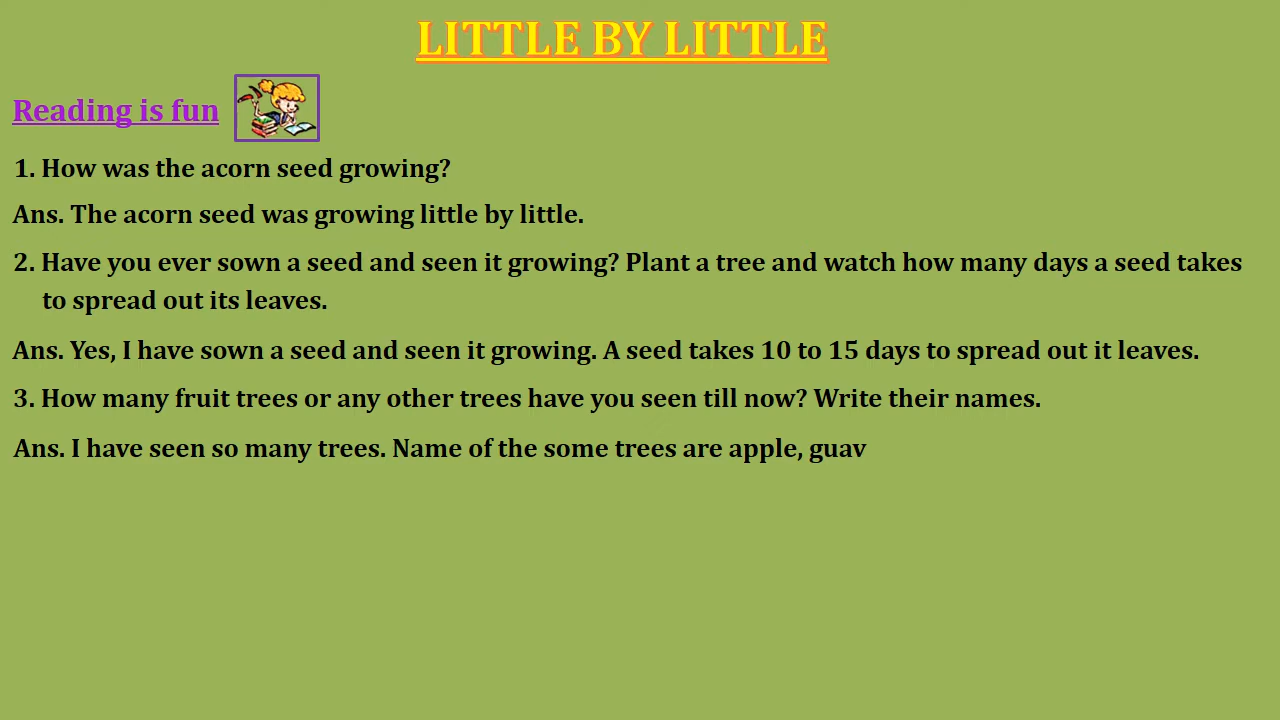 LITTLE BY LITTLE
Reading is fun
1. How was the acorn seed growing?
Ans. The acorn seed was growing little by little.
2. Have you ever sown a seed and seen it growing? Plant a tree and watch how many days a seed takes
to spread out its leaves.
Ans. Yes, I have sown a seed and seen it growing. A seed takes 10 to 15 days to spread out it leaves.
3. How many fruit trees or any other trees have you seen till now? Write their names.
Ans. I have seen so many trees. Name of the some trees are apple, guav